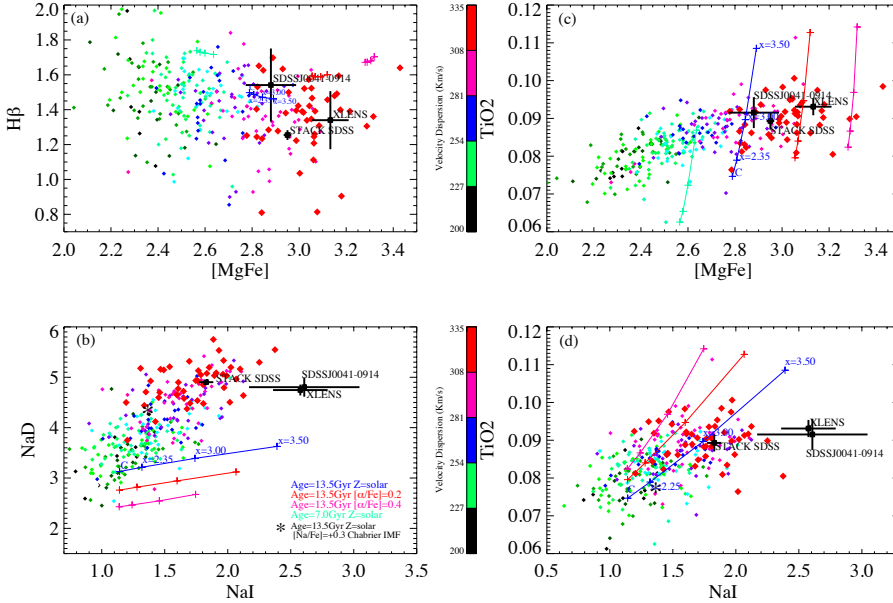 (a)
SDSSJ0041-0914
x=3.00
x=3.50
XLENS
STACK SDSS
2.0
1.8
1.6
1.4
1.2
1.0
0.8
Hβ
2.0 2.2 2.4 2.6 2.8 3.0 3.2 3.4
[MgFe]
335
308
281
254
227
200
Velocity Dispersion (Km/s)
(c)
x=3.50
SDSSJ0041-0914
XLENS
STACK SDSS
x=2.35
C
0.12
0.11
0.10
0.09
0.08
0.07
0.06
TiO2
2.0 2.2 2.4 2.6 2.8 3.0 3.2 3.4
[MgFe]
(b)
STACK SDSS
SDSSJ0041-0914
XLENS
x=3.50
x=3.00
x=2.35
C
Age=13.5Gyr Z=solar
Age=13.5Gyr [α/Fe]=0.2
Age=13.5Gyr [α/Fe]=0.4
Age=7.0Gyr Z=solar
* Age=13.5Gyr Z=solar
[Na/Fe]=+0.3 Chabrier IMF
6
5
4
3
2
NaD
1.0 1.5 2.0 2.5 3.0 3.5
NaI
335
308
281
254
227
200
Velocity Dispersion (Km/s)
(d)
x=3.50
XLENS
STACK SDSS
SDSSJ0041-0914
x=2.25
C
0.12
0.11
0.10
0.09
0.08
0.07
0.06
TiO2
0.5 1.0 1.5 2.0 2.5 3.0 3.5
NaI